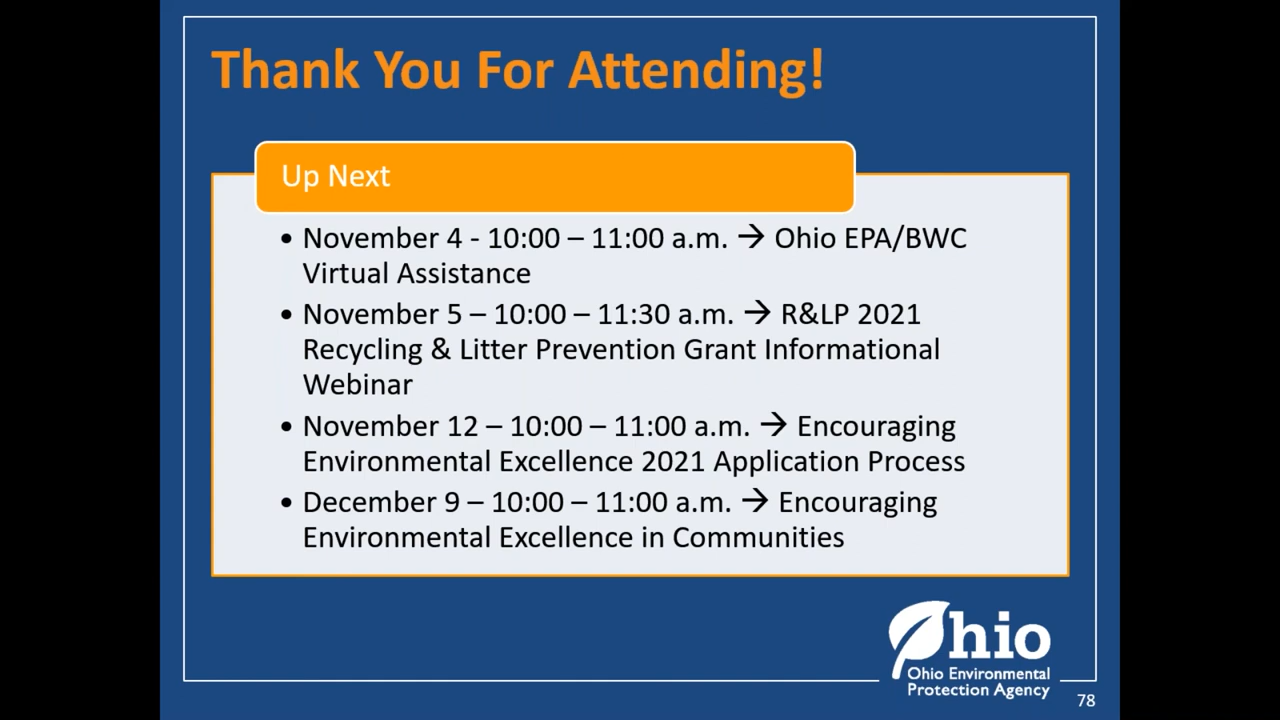 Thank You For Attending!
Up Next
• November 4 - 10:00 – 11:00 a.m. → Ohio EPA/BWC
Virtual Assistance
• November 5 – 10:00 – 11:30 a.m. → R&LP 2021
Recycling & Litter Prevention Grant Informational
Webinar
• November 12 – 10:00 – 11:00 a.m. → Encouraging
Environmental Excellence 2021 Application Process
• December 9 – 10:00 – 11:00 a.m. → Encouraging
Environmental Excellence in Communities
Ohio
Ohio Environmental
Protection Agency
78